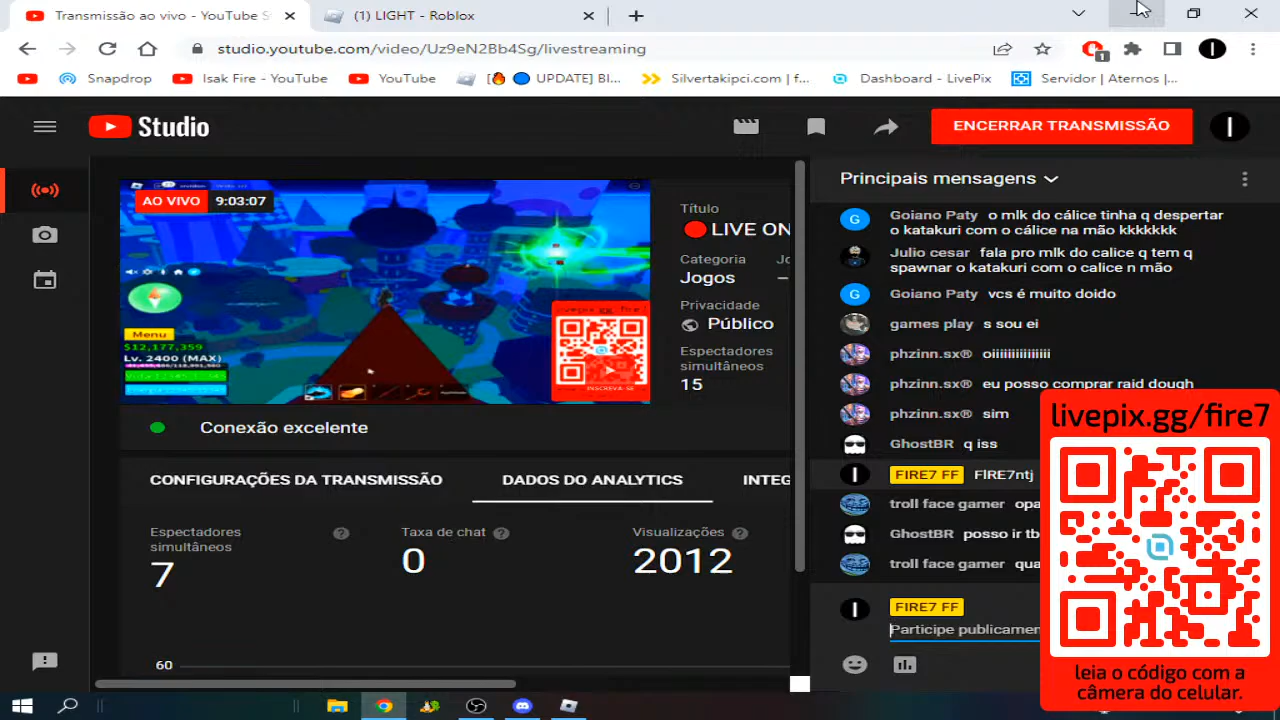 Transmissão ao vivo - YouTube S
(1) LIGHT - Roblox
studio.youtube.com/video/Uz9eN2Bb4Sg/livestreaming
1
I
Snapdrop
Isak Fire - YouTube
YouTube
UPDATE] Bl...
Silvertakipci.com | f...
Dashboard - LivePix
Servidor | Aternos |...
Studio
ENCERRAR TRANSMISSÃO
I
AO VIVO
9:03:07
Menu
$12,177,359
Lv. 2400 (MAX)
livepix.gg/fire7
INSCREVA-SE
Título
LIVE ON
Categoria
Jogos
Privacidade
Público
Espectadores
simultâneos
15
Conexão excelente
CONFIGURAÇÕES DA TRANSMISSÃO
DADOS DO ANALYTICS
INTEG
Espectadores
simultâneos
7
Taxa de chat
0
Visualizações
2012
60
Principais mensagens
G
Goiano Paty o mlk do cálice tinha q despertar
o katakuri com o cálice na mão kkkkkkk
Julio cesar fala pro mlk do calice q tem q
spawnar o katakuri com o calice n mão
G
Goiano Paty vcs é muito doido
games play s sou ei
phzinn.sx® oiiiiiiiiiiiiiii
phzinn.sx® eu posso comprar raid dough
phzinn.sx® sim
GhostBR q iss
I
FIRE7 FF FIRE7ntj
troll face gamer opa
GhostBR posso ir tb
troll face gamer qua
I
FIRE7 FF
Participe publicamen
livepix.gg/fire7
leia o código com a
câmera do celular.